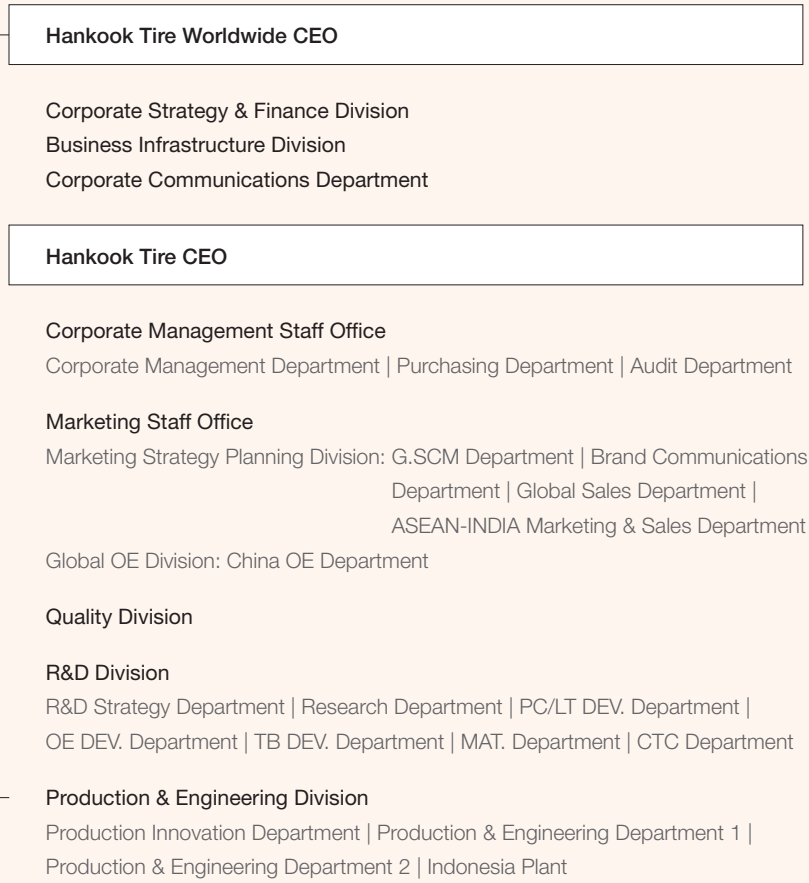 Hankook Tire Worldwide CEO
Corporate Strategy & Finance Division
Business Infrastructure Division
Corporate Communications Department
Hankook Tire CEO
Corporate Management Staff Office
Corporate Management Department | Purchasing Department | Audit Department
Marketing Staff Office
Marketing Strategy Planning Division: G.SCM Department | Brand Communications
Department | Global Sales Department |
ASEAN-INDIA Marketing & Sales Department
Global OE Division: China OE Department
Quality Division
R&D Division
R&D Strategy Department | Research Department | PC/LT DEV. Department |
OE DEV. Department | TB DEV. Department | MAT. Department | CTC Department
Production & Engineering Division
Production Innovation Department | Production & Engineering Department 1 |
Production & Engineering Department 2 | Indonesia Plant